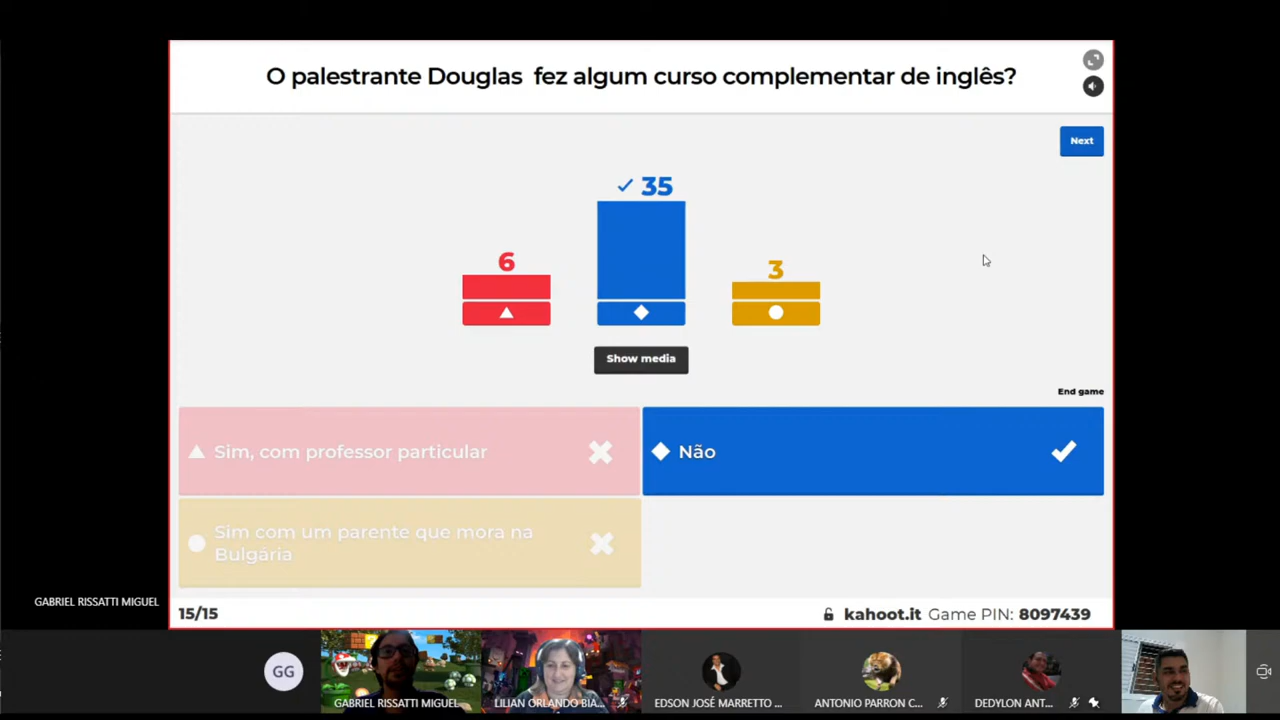 O palestrante Douglas fez algum curso complementar de inglês?
Next
35
6
3
Show media
End game
Sim, com professor particular
Não
Sim com um parente que mora na
Bulgária
GABRIEL RISSATTI MIGUEL
15/15
kahoot.it Game PIN: 8097439
GG
GABRIEL RISSATTI MIGUEL
LILIAN ORLANDO BIA...
EDSON JOSÉ MARRETTO ...
ANTONIO PARRON C...
DEDYLON ANT...